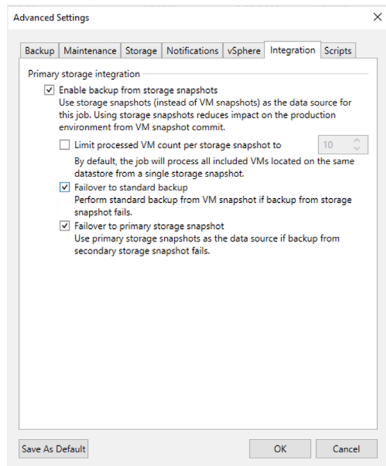 Advanced Settings
Backup Maintenance Storage Notifications vSphere Integration Scripts
Primary storage integration
Enable backup from storage snapshots
Use storage snapshots (instead of VM snapshots) as the data source for
this job. Using storage snapshots reduces impact on the production
environment from VM snapshot commit.
Limit processed VM count per storage snapshot to 10
By default, the job will process all included VMs located on the same
datastore from a single storage snapshot.
Failover to standard backup
Perform standard backup from VM snapshot if backup from storage
snapshot fails.
Failover to primary storage snapshot
Use primary storage snapshots as the data source if backup from
secondary storage snapshot fails.
Save As Default OK Cancel